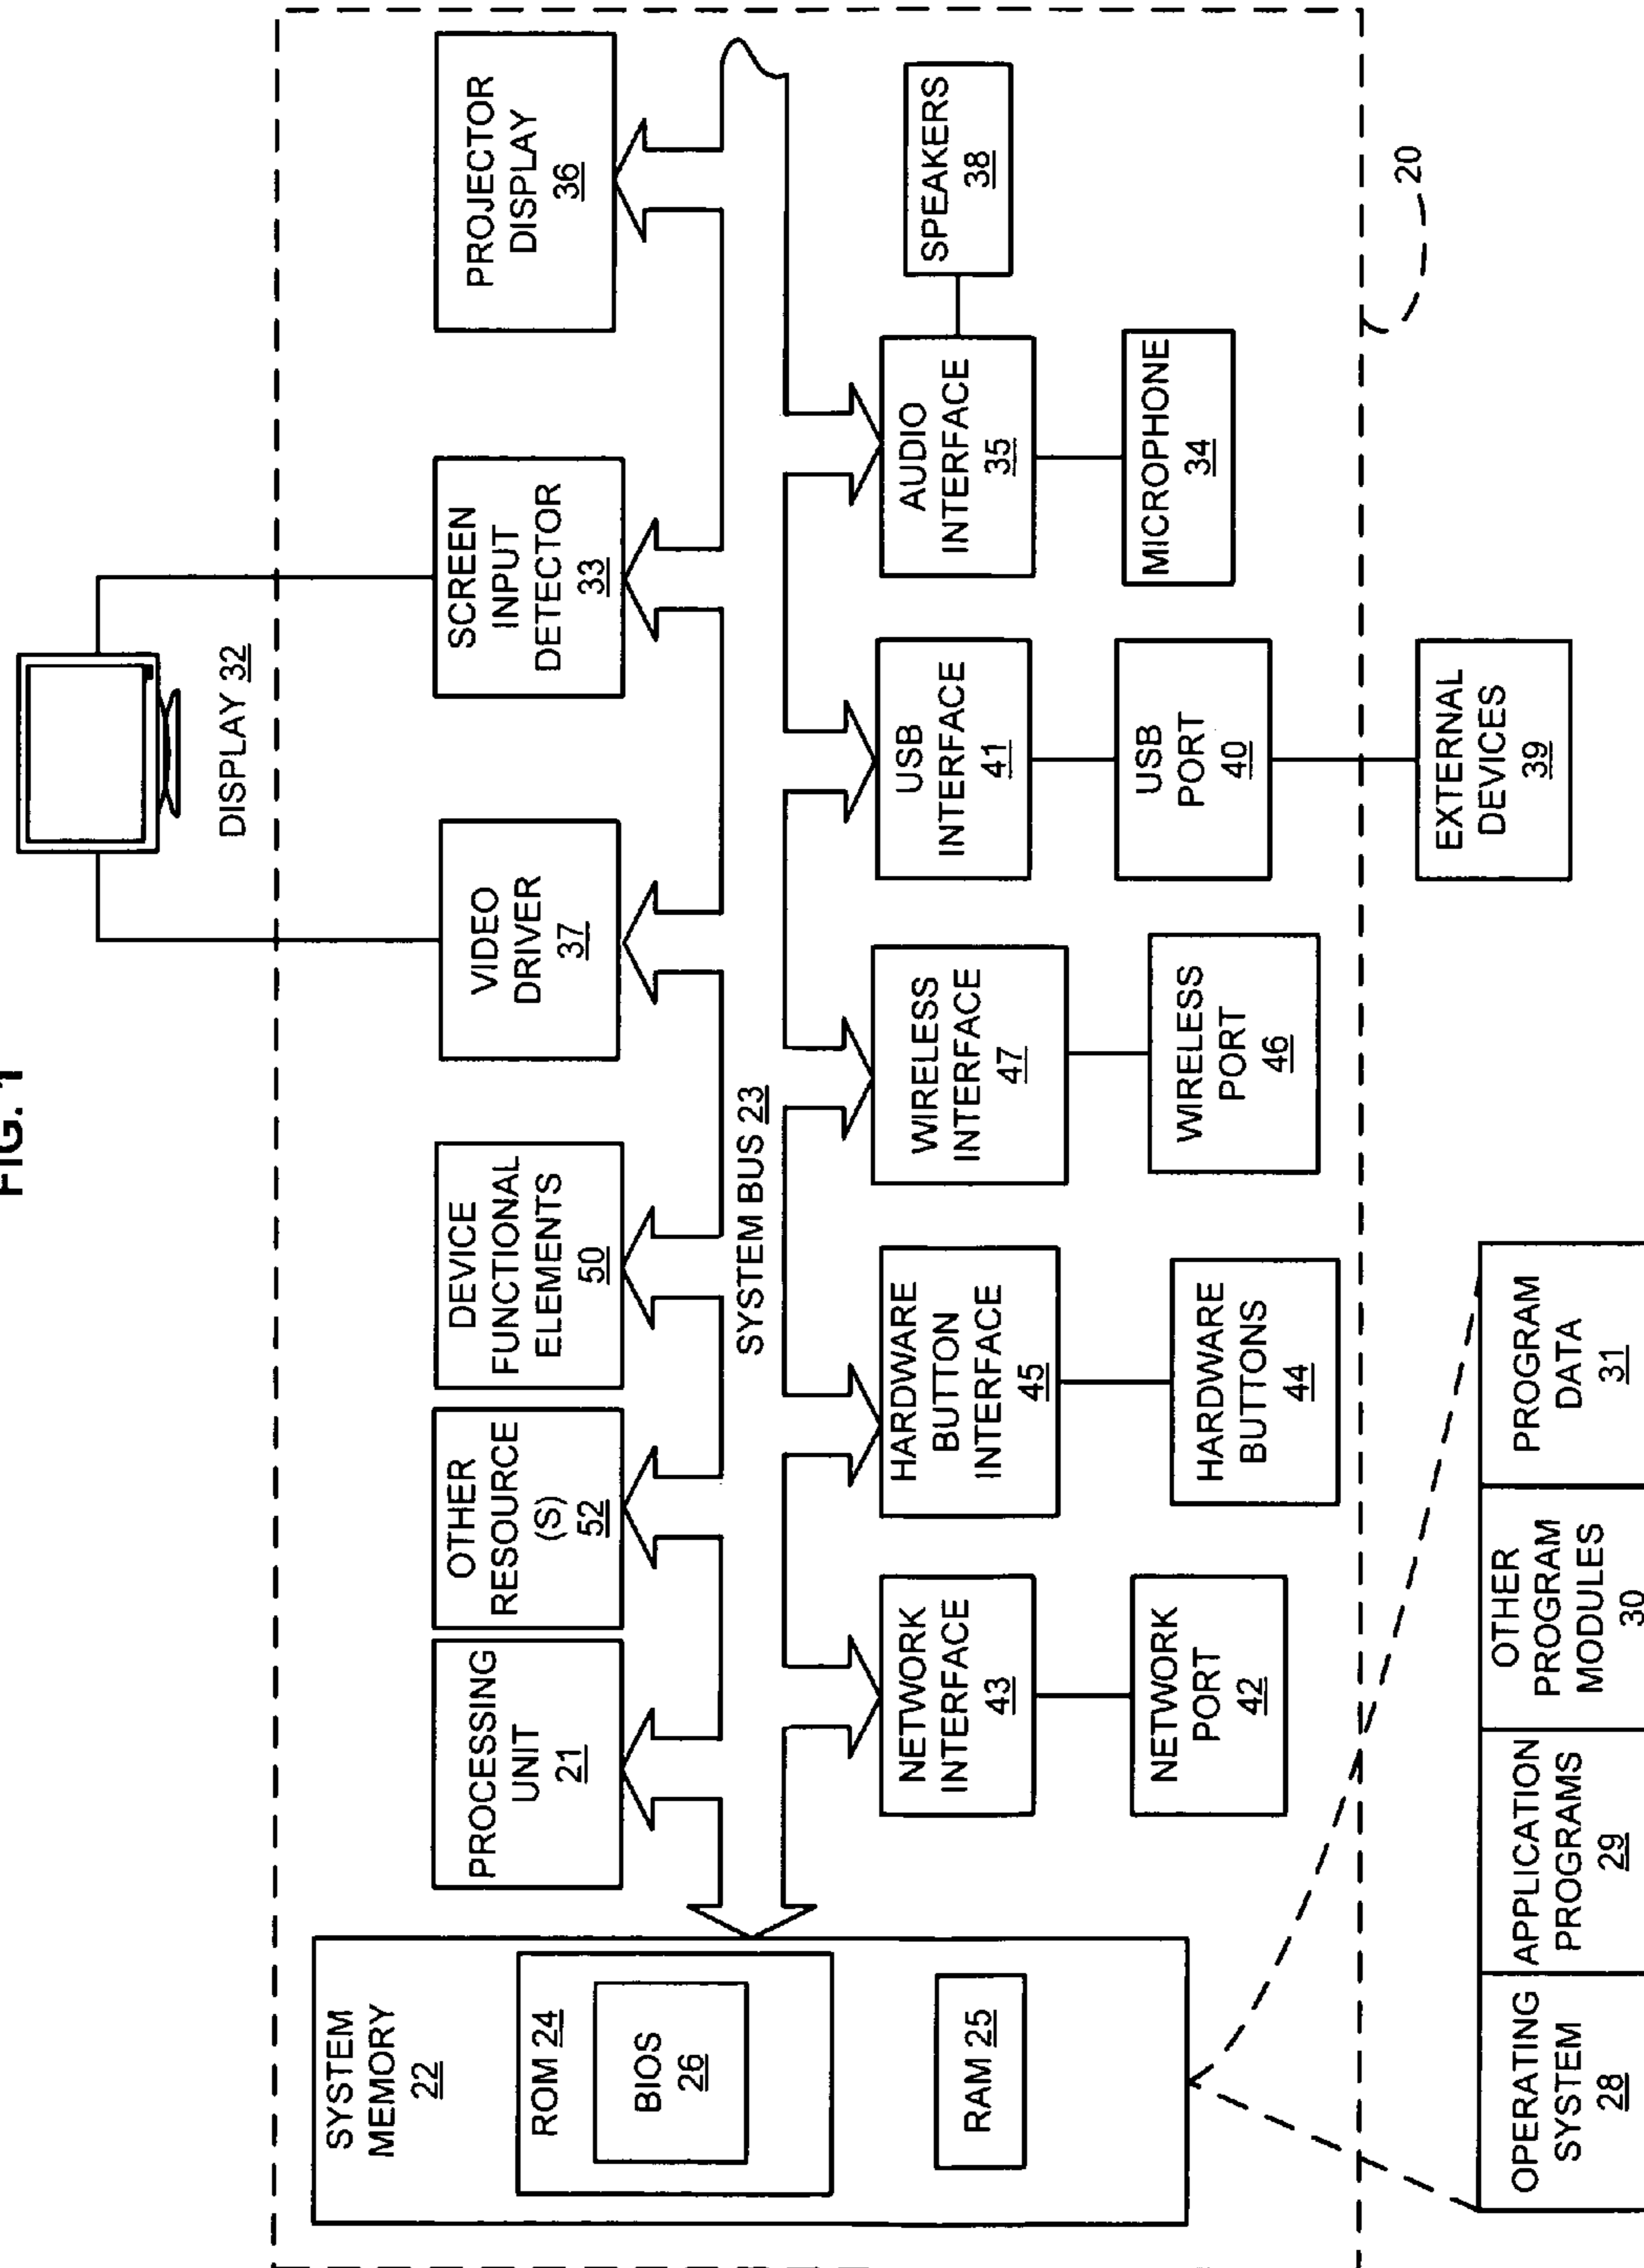 FIG. 1
DISPLAY 32
SYSTEM
MEMORY
22
ROM 24
BIOS
26
RAM 25
PROCESSING
UNIT
21
OTHER
RESOURCE
(S)
52
DEVICE
FUNCTIONAL
ELEMENTS
50
VIDEO
DRIVER
37
SCREEN
INPUT
DETECTOR
33
PROJECTOR
DISPLAY
36
SYSTEM BUS 23
NETWORK
INTERFACE
43
HARDWARE
BUTTON
INTERFACE
45
WIRELESS
INTERFACE
47
USB
INTERFACE
41
AUDIO
INTERFACE
35
SPEAKERS
38
NETWORK
PORT
42
HARDWARE
BUTTONS
44
WIRELESS
PORT
46
USB
PORT
40
MICROPHONE
34
20
OPERATING
SYSTEM
28
APPLICATION
PROGRAMS
29
OTHER
PROGRAM
MODULES
30
PROGRAM
DATA
31
EXTERNAL
DEVICES
39